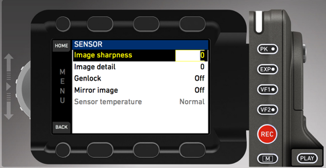 HOME
SENSOR
Image sharpness 0
Image detail 0
Genlock Off
Mirror image Off
Sensor temperature Normal
MENU
BACK
PK
EXP
VF1
VF2
REC
M
PLAY